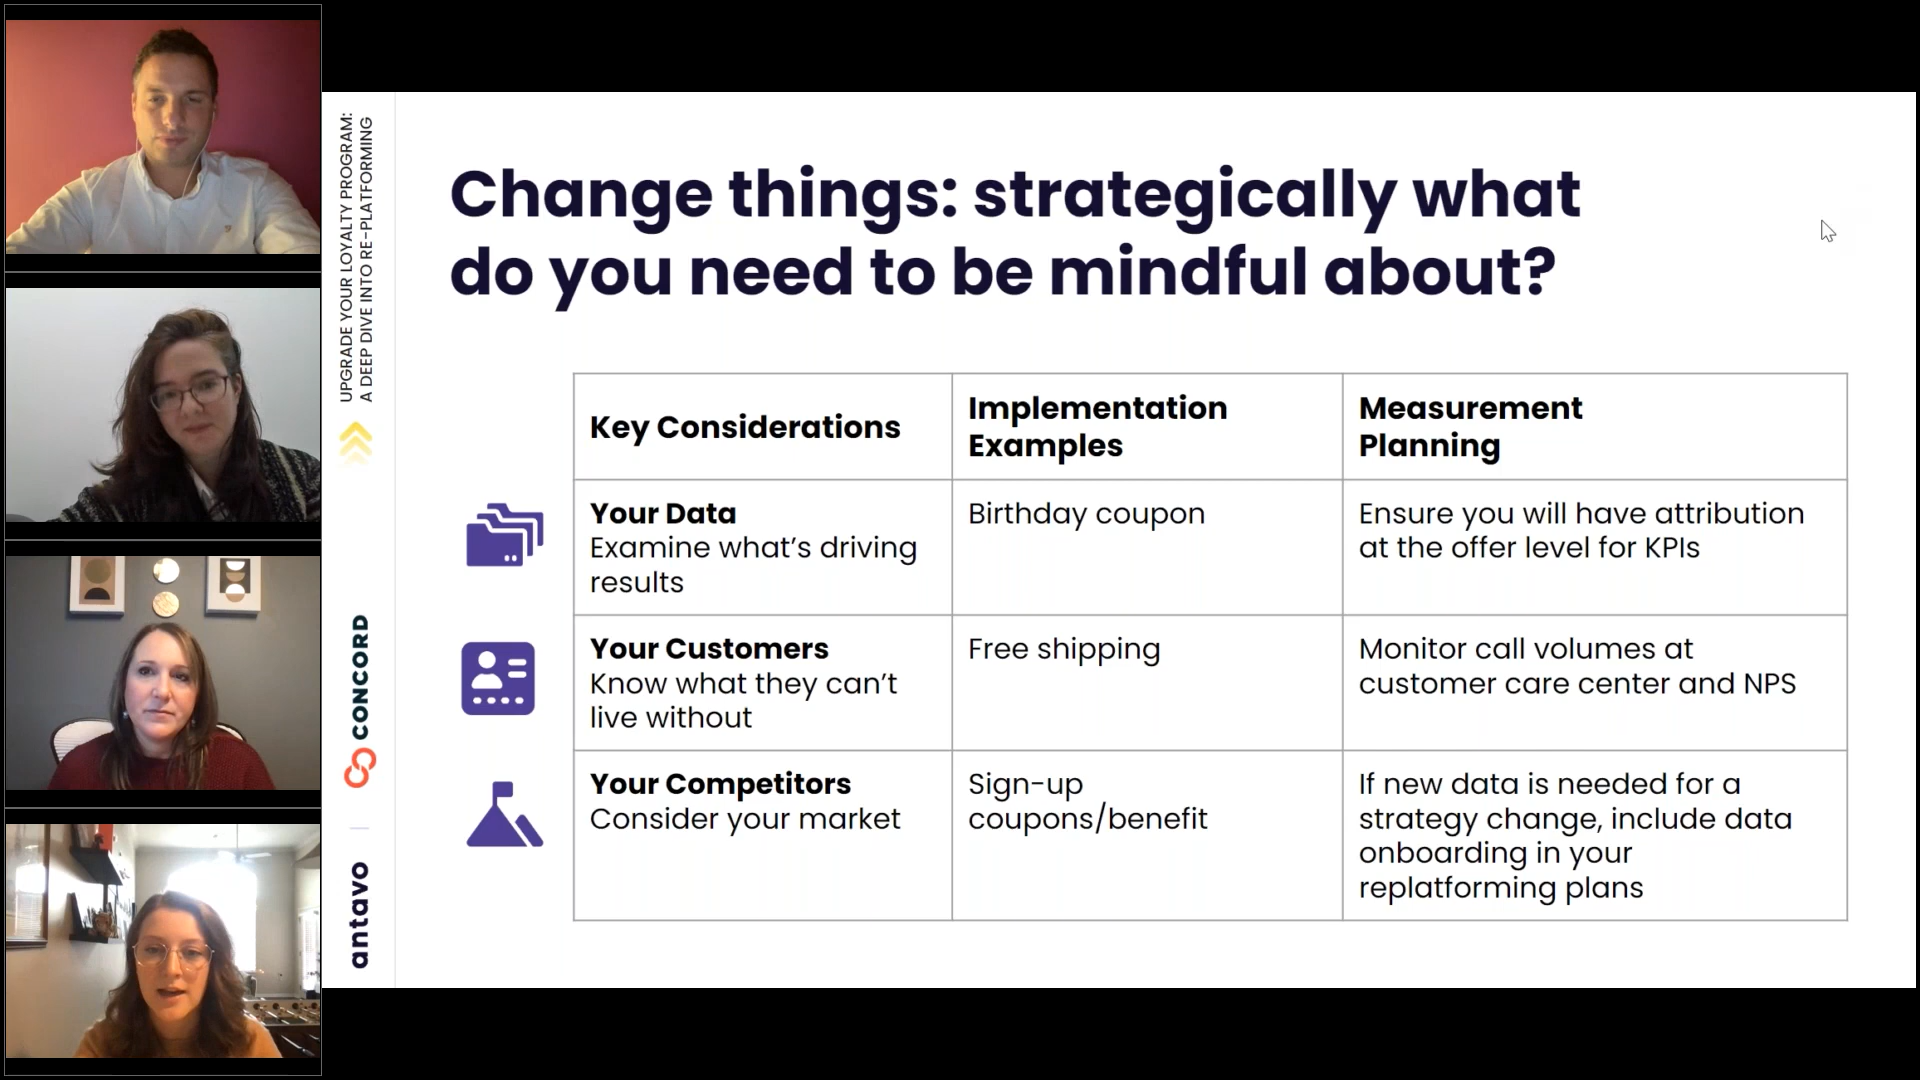 UPGRADE YOUR LOYALTY PROGRAM:
A DEEP DIVE INTO RE-PLATFORMING
CONCORD
antavo
Change things: strategically what
do you need to be mindful about?
Key Considerations
Implementation
Examples
Measurement
Planning
Your Data
Examine what's driving
results
Birthday coupon
Ensure you will have attribution
at the offer level for KPIs
Your Customers
Know what they can't
live without
Free shipping
Monitor call volumes at
customer care center and NPS
Your Competitors
Consider your market
Sign-up
coupons/benefit
If new data is needed for a
strategy change, include data
onboarding in your
replatforming plans